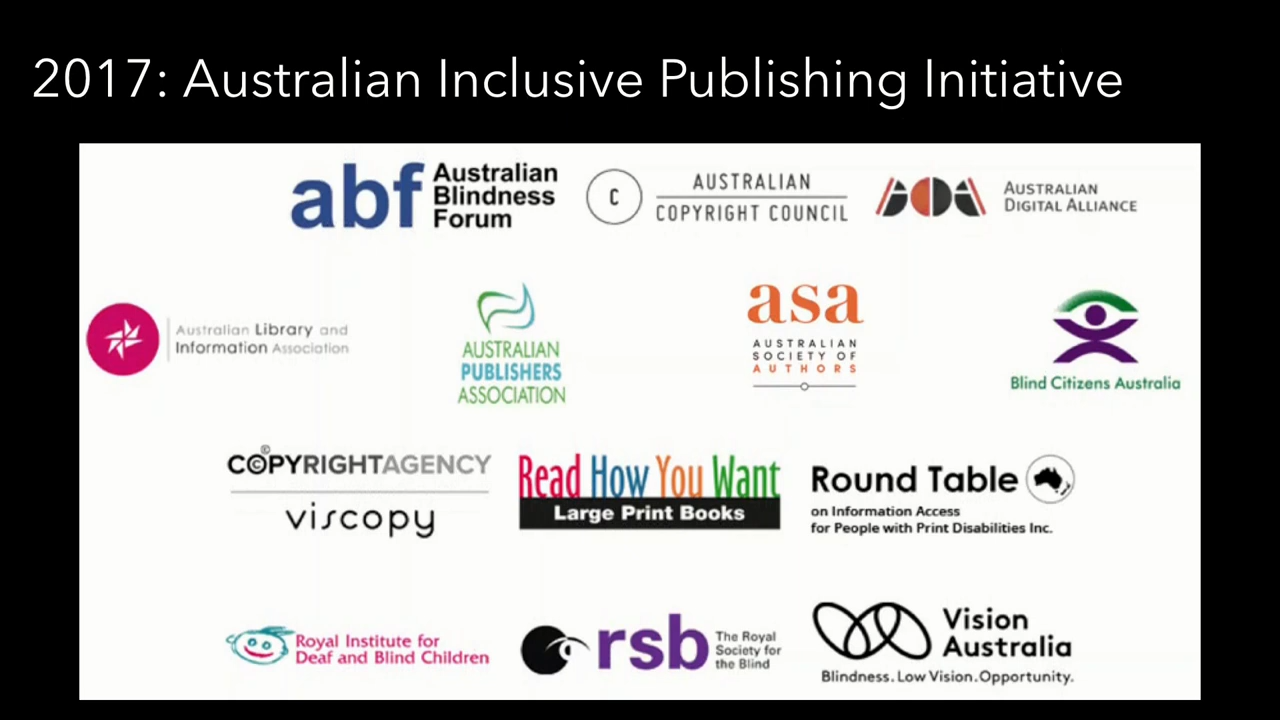 2017: Australian Inclusive Publishing Initiative
abf
Australian
Blindness
Forum
C
AUSTRALIAN
COPYRIGHT COUNCIL
AUSTRALIAN
DIGITAL ALLIANCE
Australian Library and
Information Association
AUSTRALIAN
PUBLISHERS
ASSOCIATION
asa
AUSTRALIAN
SOCIETY OF
AUTHORS
Blind Citizens Australia
COPYRIGHTAGENCY
viscopy
Read How You Want
Large Print Books
Round Table
on Information Access
for People with Print Disabilities Inc.
Royal Institute for
Deaf and Blind Children
rsb
The Royal
Society for
the Blind
Vision
Australia
Blindness. Low Vision. Opportunity.